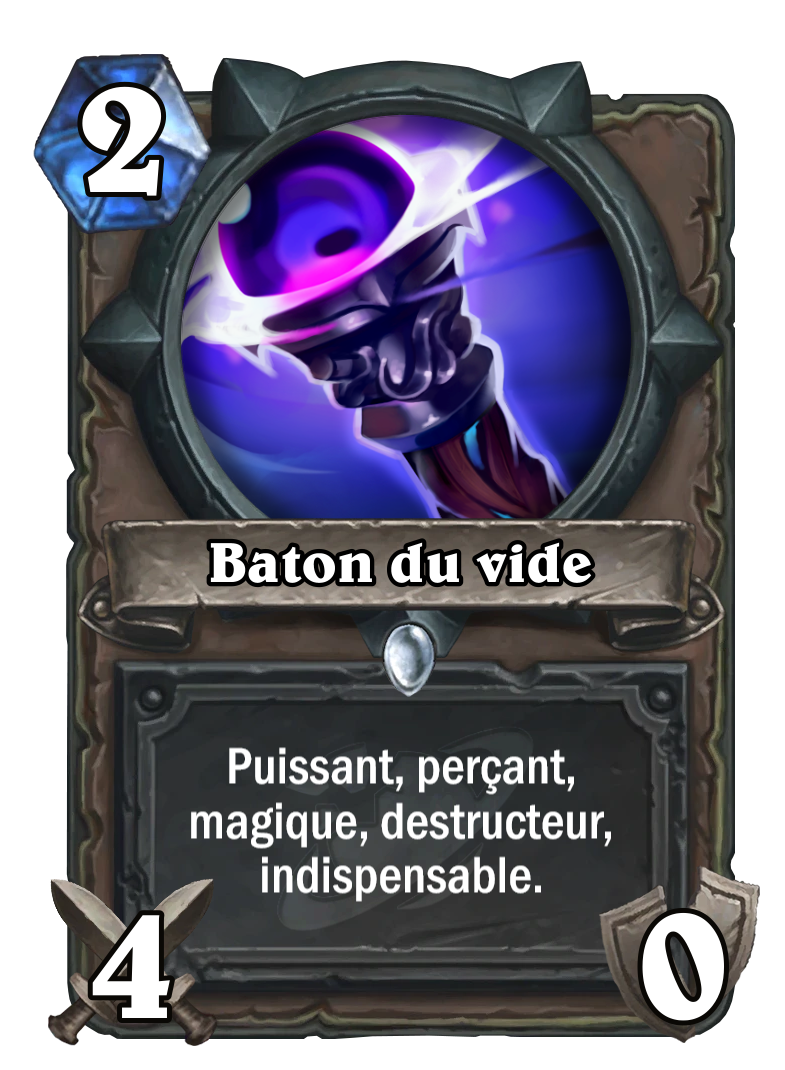 2
Baton du vide
Puissant, perçant,
magique, destructeur,
indispensable.
4
0